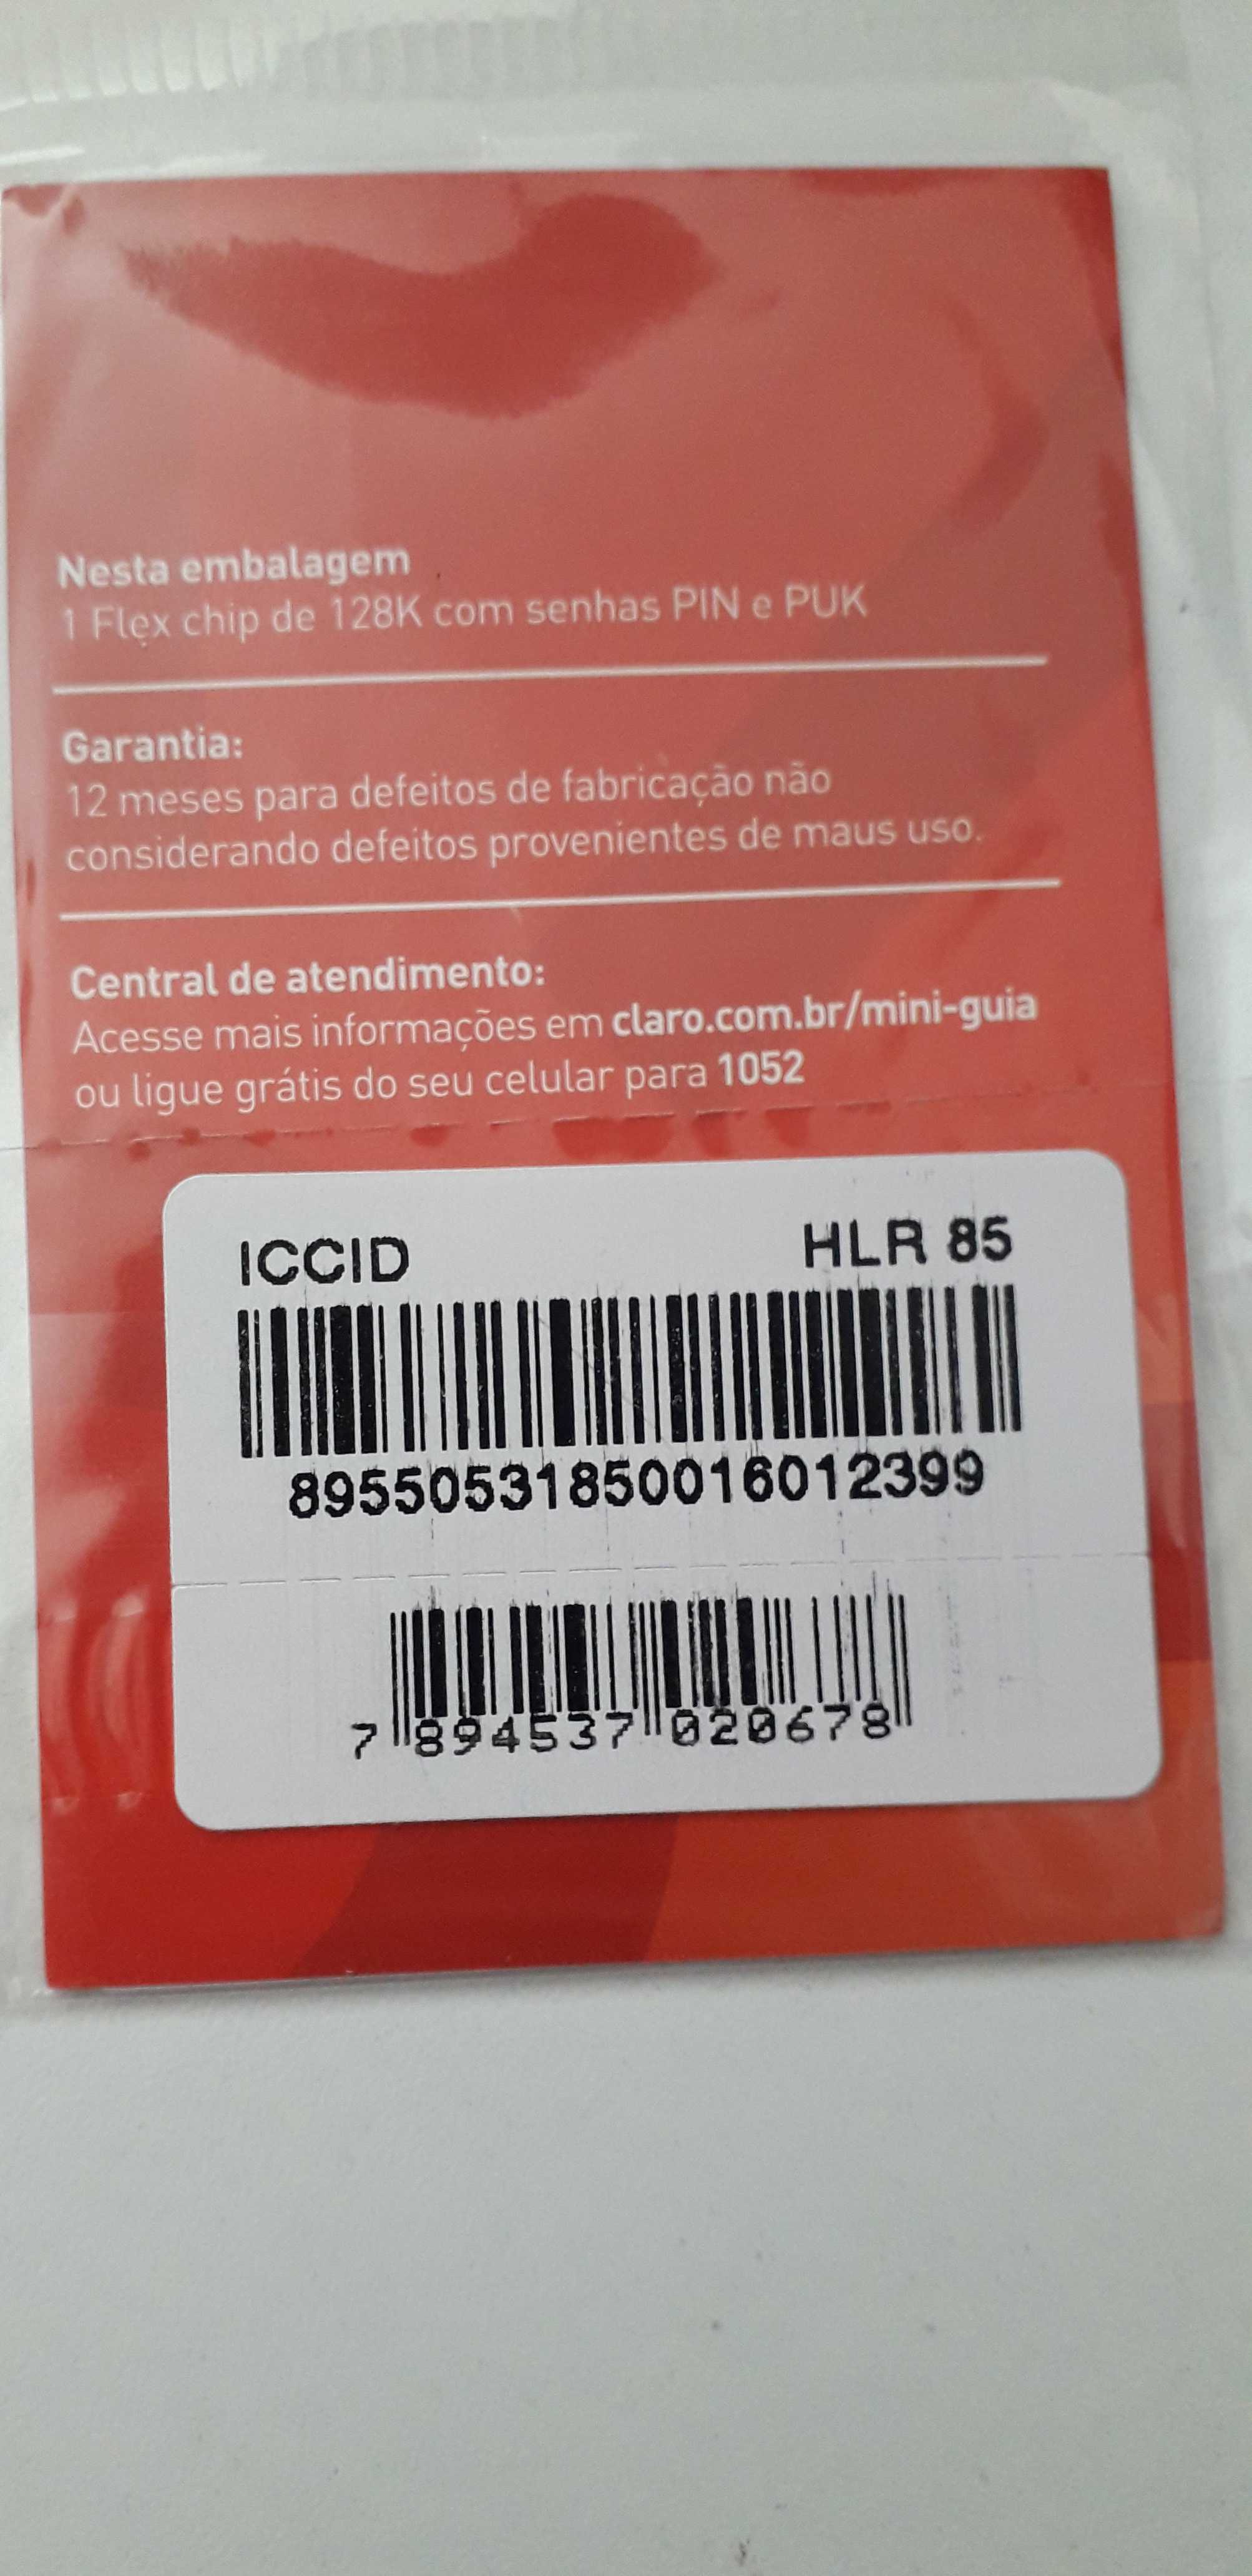 Nesta embalagem
1 Flex chip de 128K com senhas PIN e PUK
Garantia:
12 meses para defeitos de fabricação não
considerando defeitos provenientes de maus uso.
Central de atendimento:
Acesse mais informações em claro.com.br/mini-guia
ou ligue grátis do seu celular para 1052
ICCID HLR 85
89550531850016012399
7 894537 020678